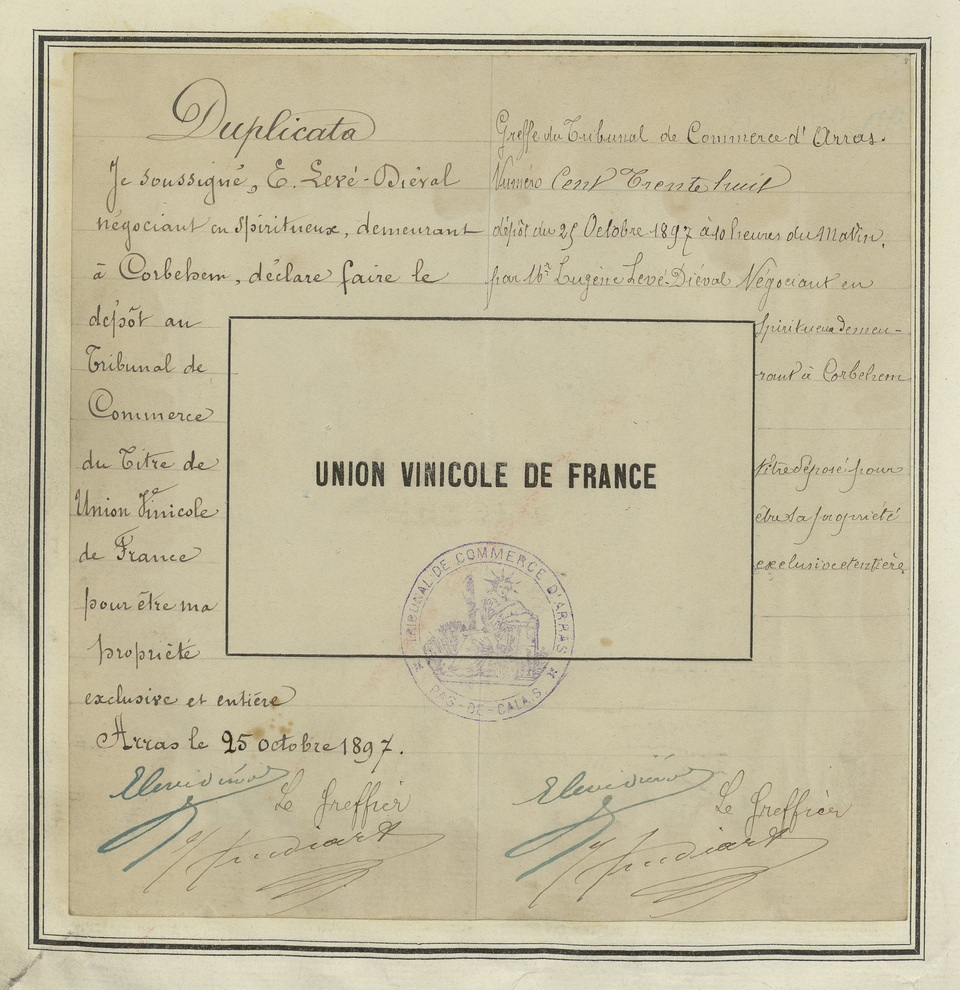 Duplicata
Je soussigné, E. Levé-Diéval
négociant en spiritueux, demeurant
à Corbehem, déclare faire le
dépôt au
Tribunal de
Commerce
du Titre de
Union Vinicole
de France
pour être ma
propriété
exclusive et entière
Arras le 25 octobre 1897.
Le Greffier
Greffe du Tribunal de Commerce d'Arras.
Numéro Cent Trente huit
dépôt du 25 Octobre 1897 à 10 heures du Matin,
par Mr Eugène Levé-Diéval Négociant en
spiritueux demeu-
rant à Corbehem
titre déposé pour
être sa propriété
exclusive et entière.
Le Greffier
UNION VINICOLE DE FRANCE
TRIBUNAL DE COMMERCE D'ARRAS
PAS-DE-CALAIS